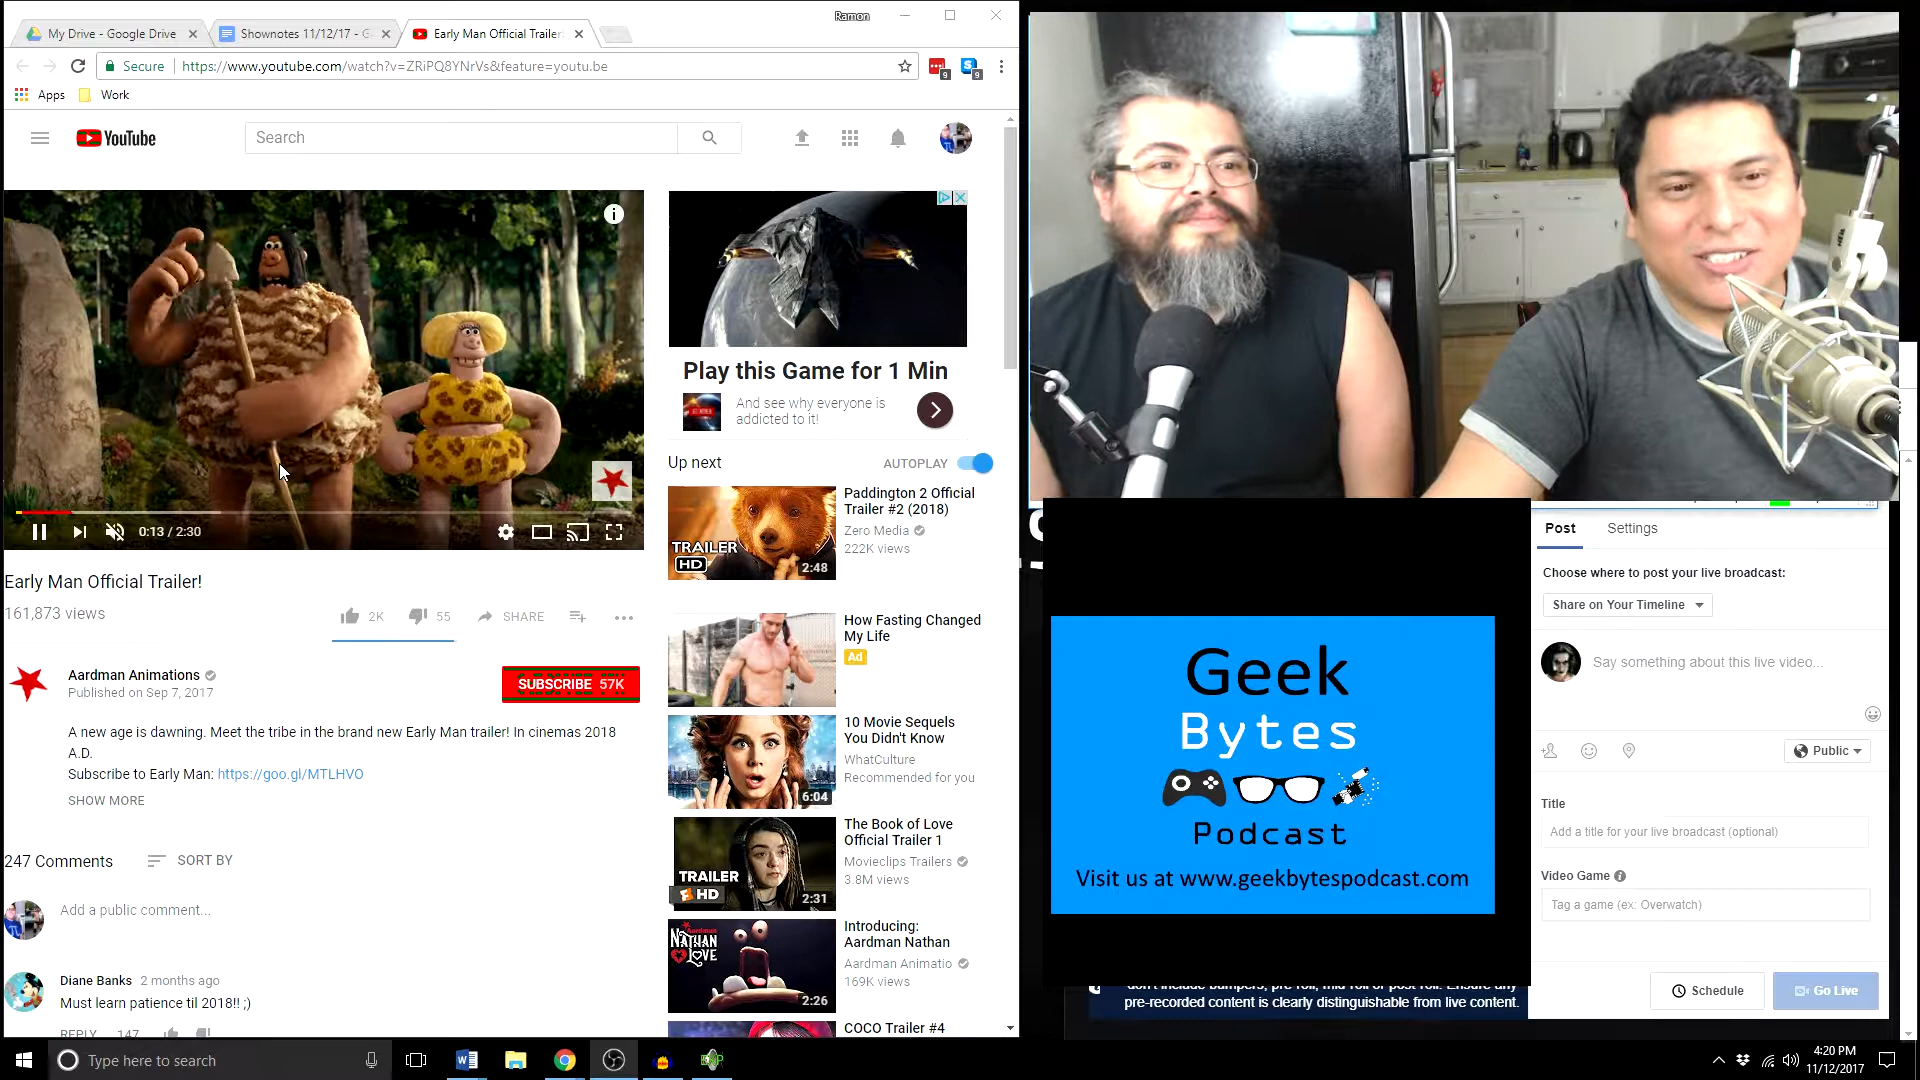 Ramon
My Drive - Google Drive
Shownotes 11/12/17 - G
Early Man Official Trailer
Secure
https://www.youtube.com/watch?v=ZRiPQ8YNrVs&feature=youtu.be
9
9
Apps
Work
YouTube
Search
0:13 / 2:30
Early Man Official Trailer!
161,873 views
2K
55
SHARE
Aardman Animations
Published on Sep 7, 2017
SUBSCRIBE 57K
A new age is dawning. Meet the tribe in the brand new Early Man trailer! In cinemas 2018
A.D.
Subscribe to Early Man: https://goo.gl/MTLHVO
SHOW MORE
247 Comments
SORT BY
Add a public comment...
Diane Banks 2 months ago
Must learn patience til 2018!! ;)
REPLY 147
Play this Game for 1 Min
And see why everyone is
addicted to it!
Up next
AUTOPLAY
TRAILER
HD
2:48
Paddington 2 Official
Trailer #2 (2018)
Zero Media
222K views
How Fasting Changed
My Life
Ad
6:04
10 Movie Sequels
You Didn't Know
WhatCulture
Recommended for you
TRAILER
HD
2:31
The Book of Love
Official Trailer 1
Movieclips Trailers
3.8M views
Aardman
NATHAN
LOVE
2:26
Introducing:
Aardman Nathan
Aardman Animatio
169K views
COCO Trailer #4
Geek
Bytes
Podcast
Visit us at www.geekbytespodcast.com
pre-recorded content is clearly distinguishable from live content.
Post
Settings
Choose where to post your live broadcast:
Share on Your Timeline
Say something about this live video...
Public
Title
Add a title for your live broadcast (optional)
Video Game
Tag a game (ex: Overwatch)
Schedule
Go Live
Type here to search
4:20 PM
11/12/2017